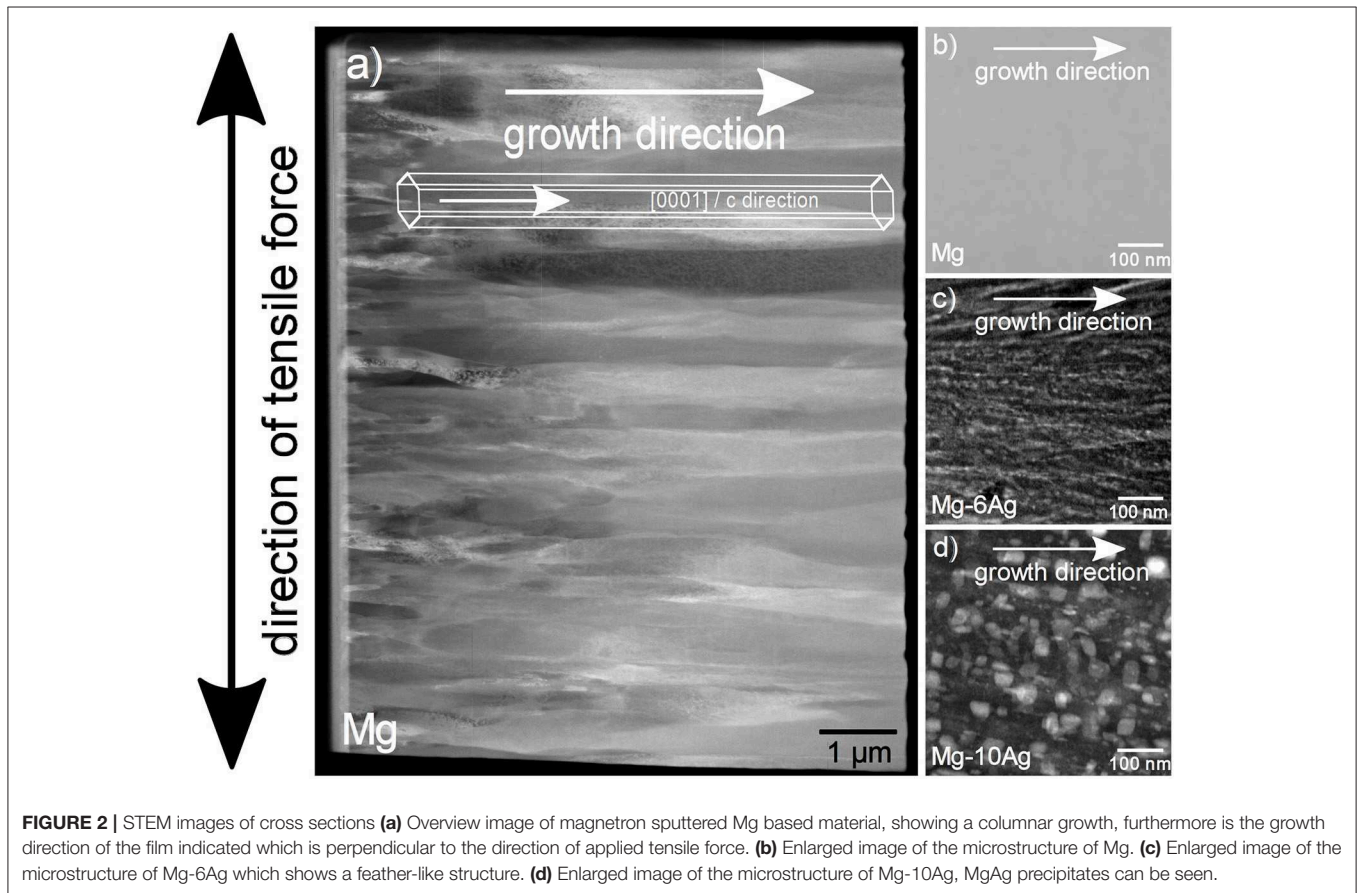 direction of tensile force
a)
growth direction
[0001] / c direction
Mg
1 µm
b)
growth direction
Mg
100 nm
c)
growth direction
Mg-6Ag
100 nm
d)
growth direction
Mg-10Ag
100 nm
FIGURE 2 | STEM images of cross sections (a) Overview image of magnetron sputtered Mg based material, showing a columnar growth, furthermore is the growth
direction of the film indicated which is perpendicular to the direction of applied tensile force. (b) Enlarged image of the microstructure of Mg. (c) Enlarged image of the
microstructure of Mg-6Ag which shows a feather-like structure. (d) Enlarged image of the microstructure of Mg-10Ag, MgAg precipitates can be seen.